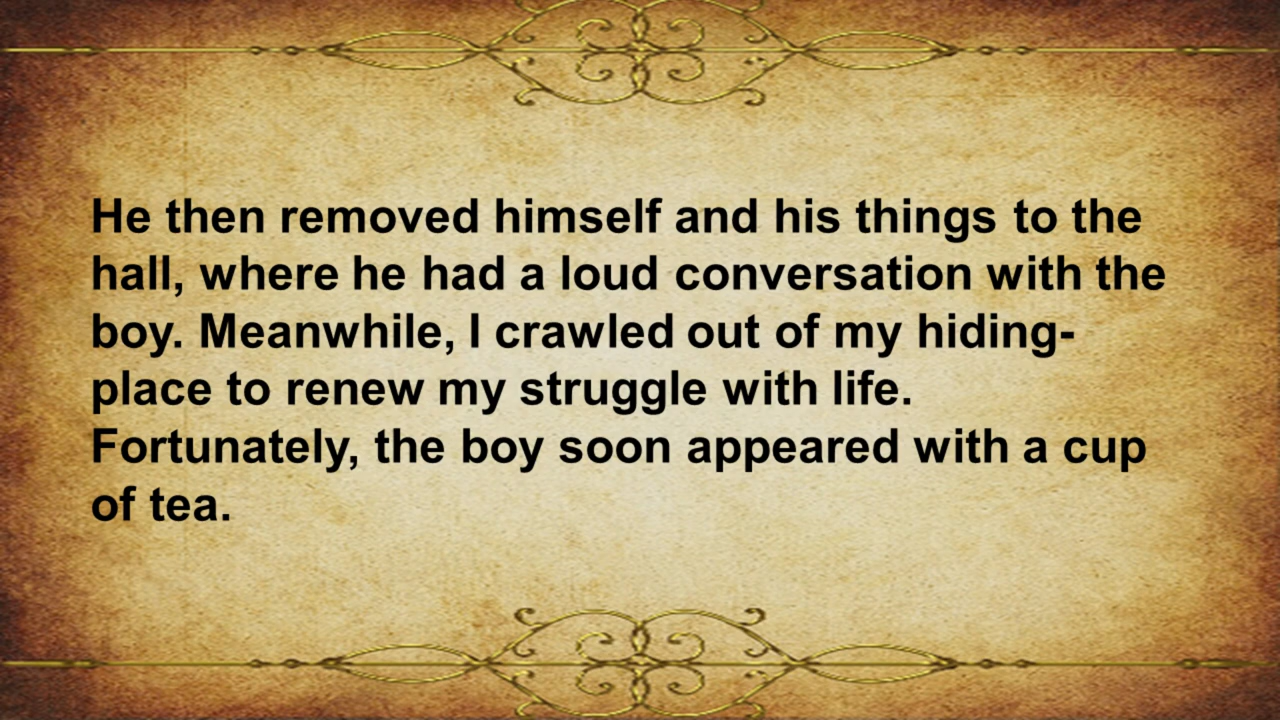 He then removed himself and his things to the
hall, where he had a loud conversation with the
boy. Meanwhile, I crawled out of my hiding-
place to renew my struggle with life.
Fortunately, the boy soon appeared with a cup
of tea.